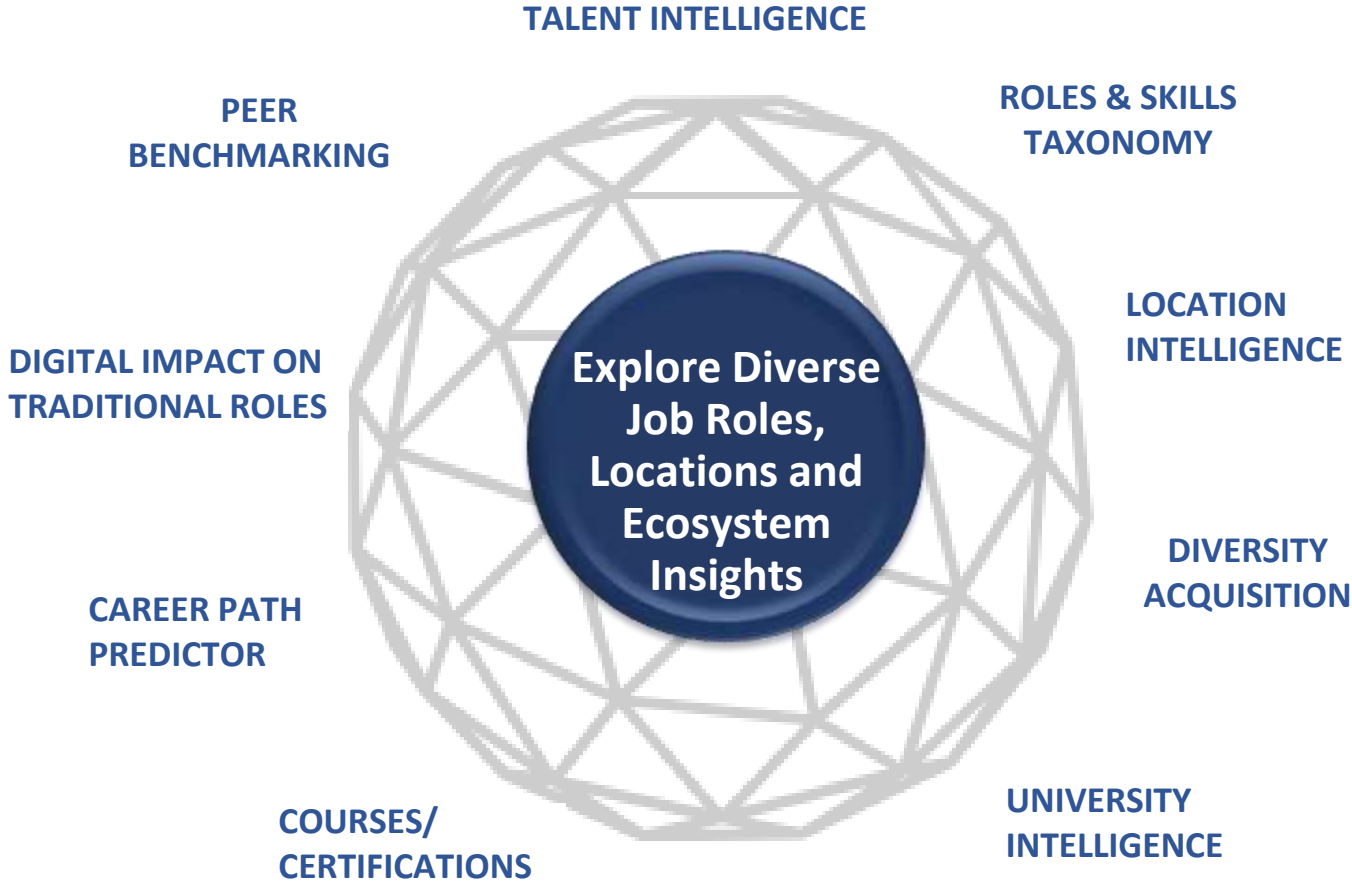 TALENT INTELLIGENCE
PEER
BENCHMARKING
ROLES & SKILLS
TAXONOMY
LOCATION
INTELLIGENCE
DIGITAL IMPACT ON
TRADITIONAL ROLES
Explore Diverse
Job Roles,
Locations and
Ecosystem
Insights
DIVERSITY
ACQUISITION
CAREER PATH
PREDICTOR
UNIVERSITY
INTELLIGENCE
COURSES/
CERTIFICATIONS